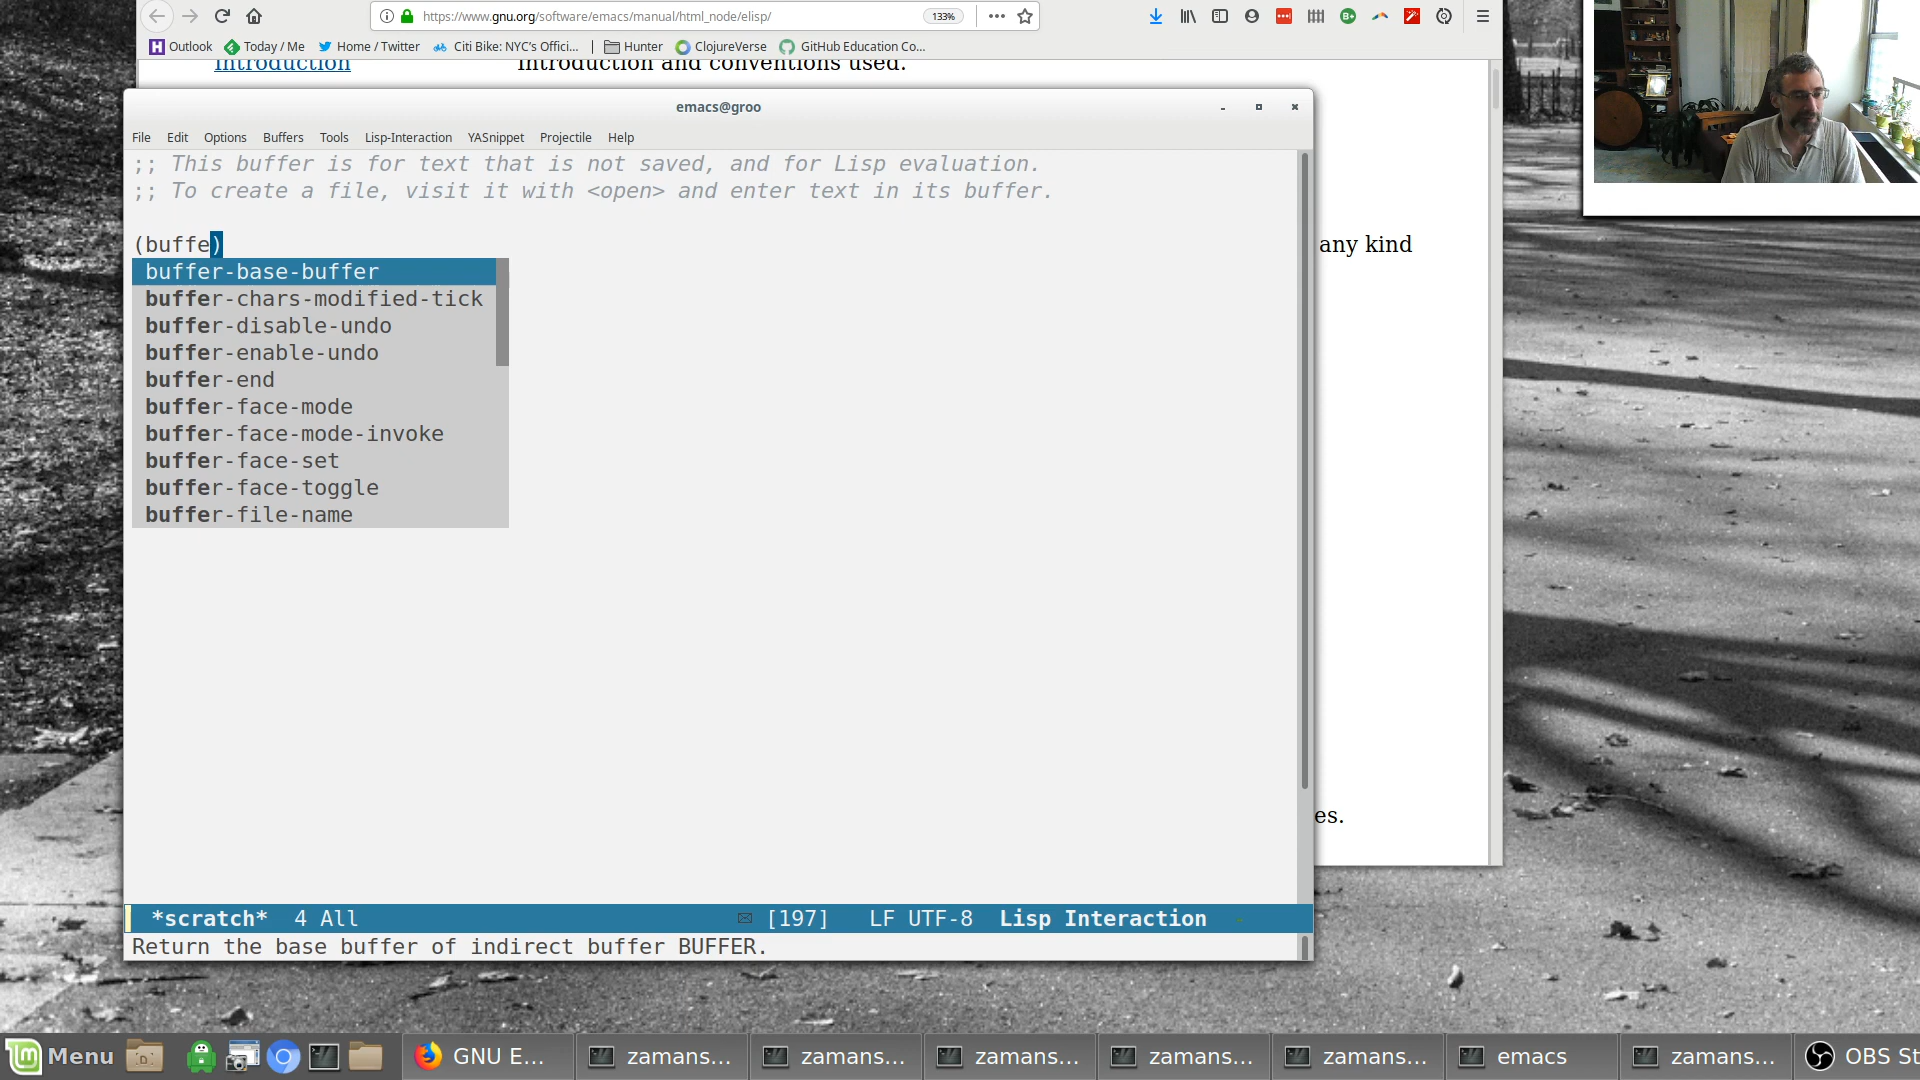 https://www.gnu.org/software/emacs/manual/html_node/elisp/
133%
Outlook
Today / Me
Home / Twitter
Citi Bike: NYC's Offici...
Hunter
ClojureVerse
GitHub Education Co...
Introduction
Introduction and conventions used.
emacs@groo
File Edit Options Buffers Tools Lisp-Interaction YASnippet Projectile Help
;; This buffer is for text that is not saved, and for Lisp evaluation.
;; To create a file, visit it with <open> and enter text in its buffer.
(buffe)
any kind
buffer-base-buffer
buffer-chars-modified-tick
buffer-disable-undo
buffer-enable-undo
buffer-end
buffer-face-mode
buffer-face-mode-invoke
buffer-face-set
buffer-face-toggle
buffer-file-name
es.
*scratch* 4 All [197] LF UTF-8 Lisp Interaction
Return the base buffer of indirect buffer BUFFER.
Menu
GNU E...
zamans...
zamans...
zamans...
zamans...
zamans...
emacs
zamans...
OBS St